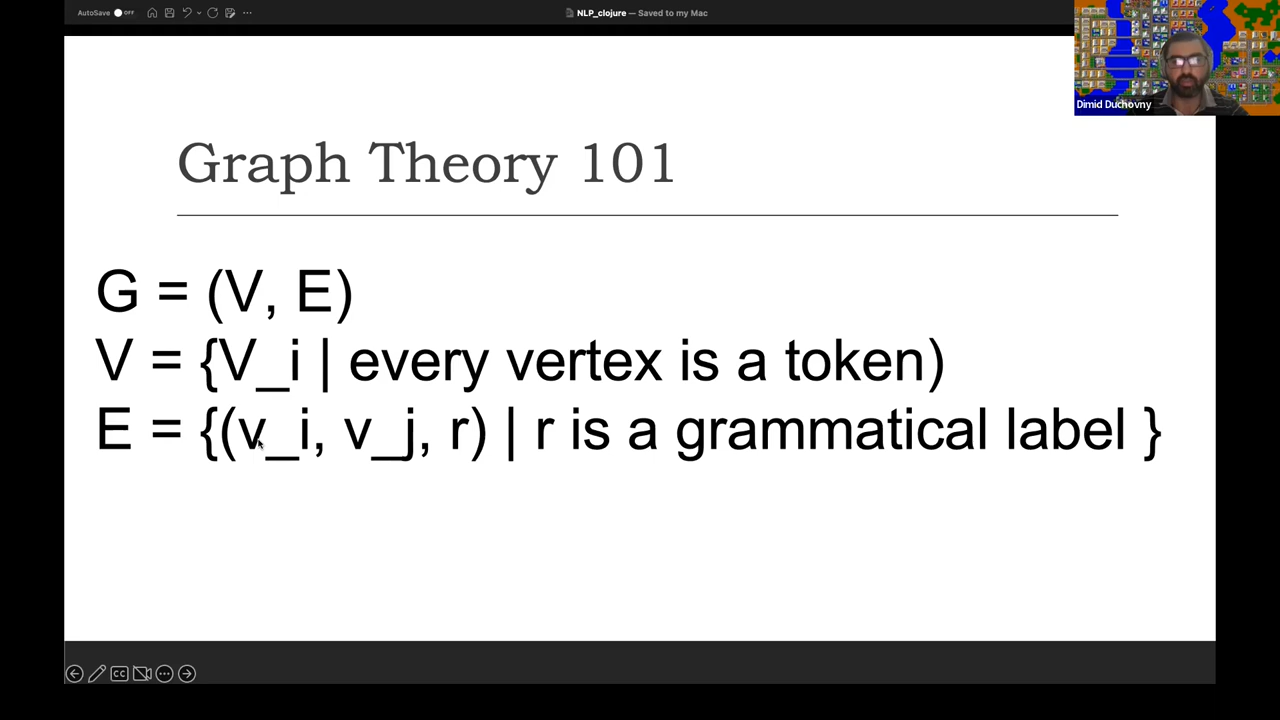 AutoSave OFF
NLP_clojure — Saved to my Mac
Dimid Duchovny
Graph Theory 101
G = (V, E)
V = {V_i | every vertex is a token)
E = {(v_i, v_j, r) | r is a grammatical label }
CC